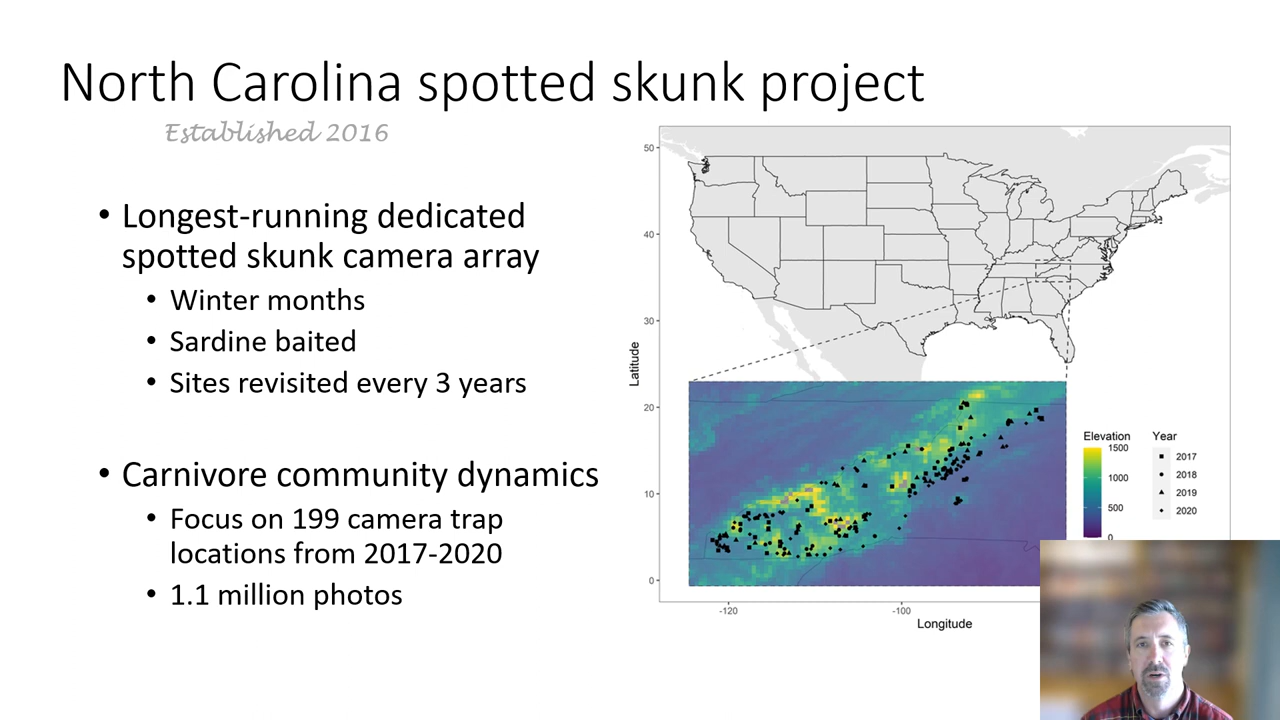 North Carolina spotted skunk project
Established 2016
• Longest-running dedicated
spotted skunk camera array
• Winter months
• Sardine baited
• Sites revisited every 3 years
• Carnivore community dynamics
• Focus on 199 camera trap
locations from 2017-2020
• 1.1 million photos
50
40
30
20
10
0
Latitude
-120
-100
Longitude
Elevation
1500
1000
500
0
Year
2017
2018
2019
2020